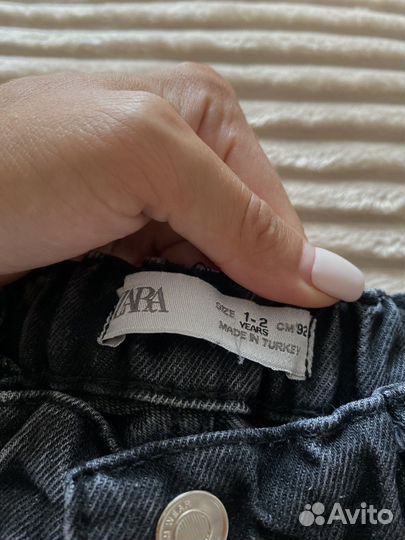 ZARA
SIZE 1-2 YEARS CM 92
MADE IN TURKEY
Avito